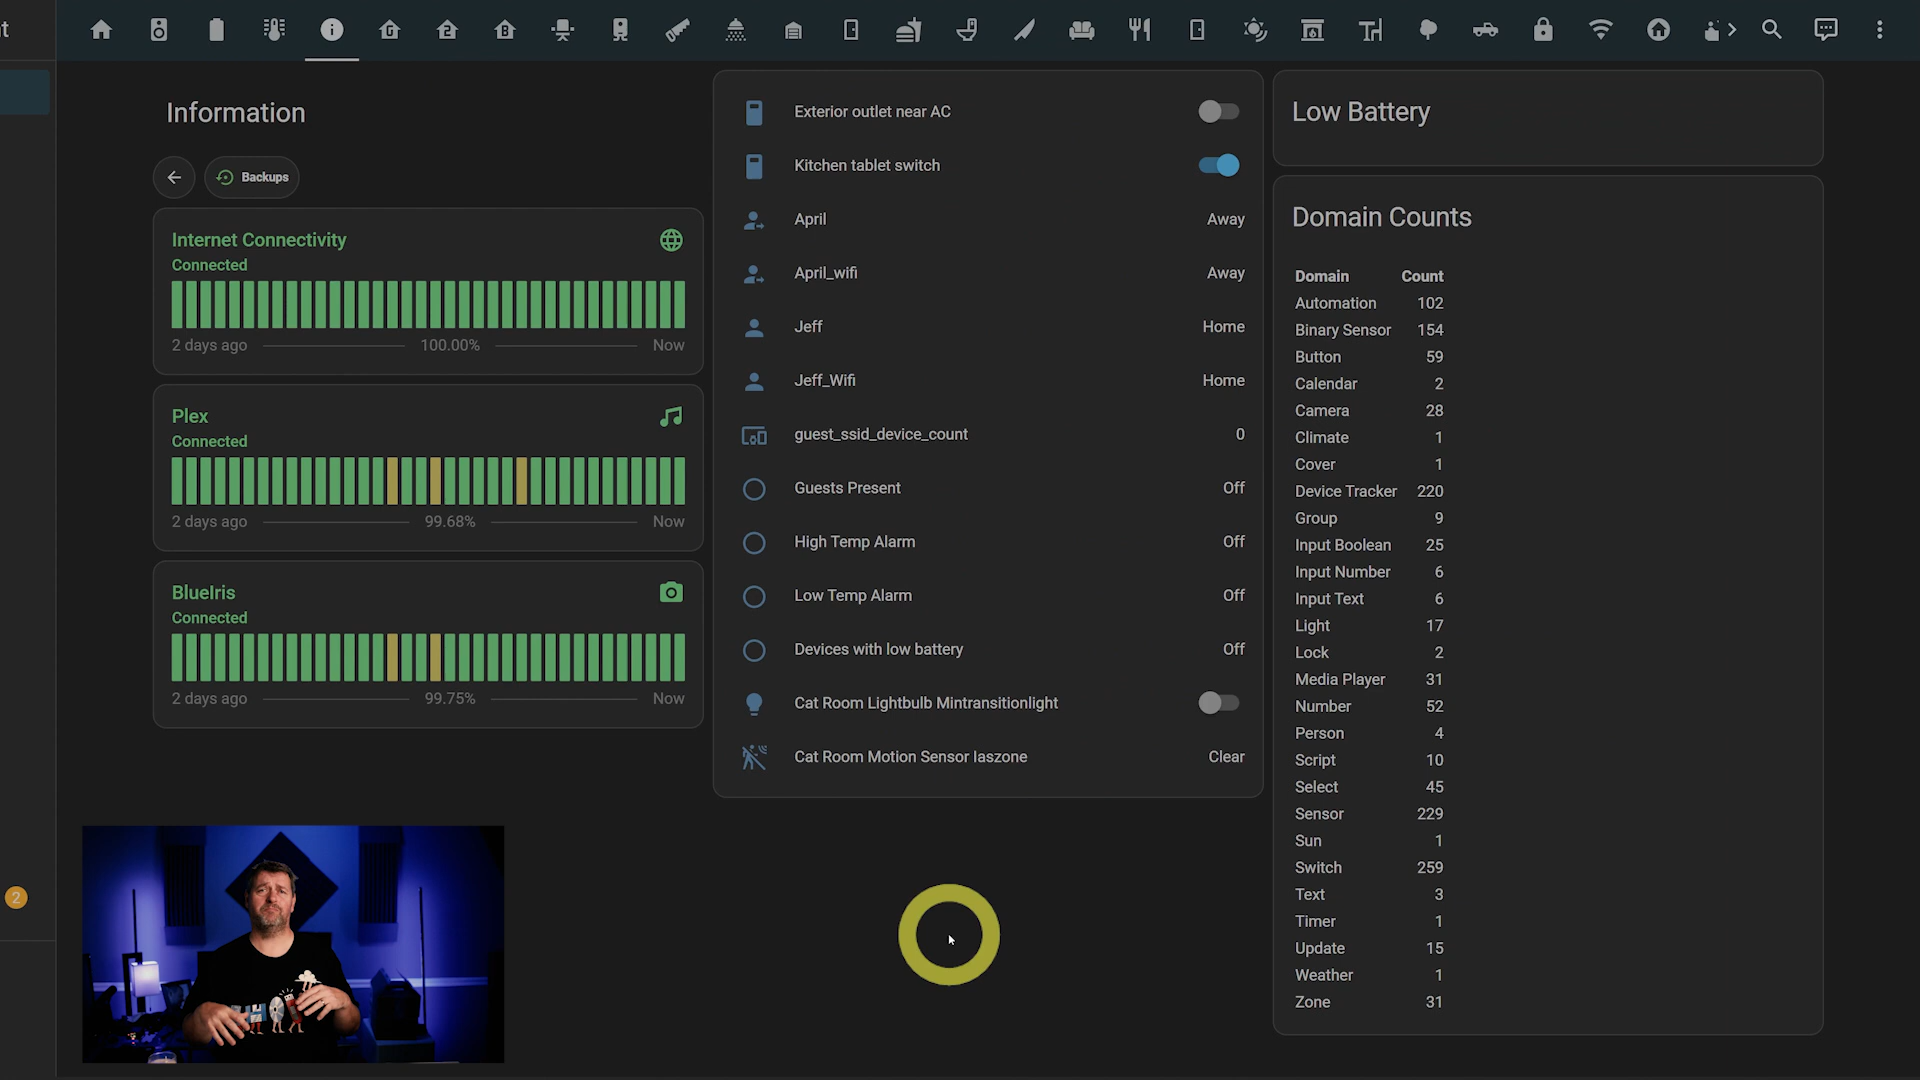 t
Information
Backups
Internet Connectivity
Connected
2 days ago 100.00% Now
Plex
Connected
2 days ago 99.68% Now
BlueIris
Connected
2 days ago 99.75% Now
2
Exterior outlet near AC
Kitchen tablet switch
April Away
April_wifi Away
Jeff Home
Jeff_Wifi Home
guest_ssid_device_count 0
Guests Present Off
High Temp Alarm Off
Low Temp Alarm Off
Devices with low battery Off
Cat Room Lightbulb Mintransitionlight
Cat Room Motion Sensor Iaszone Clear
Low Battery
Domain Counts
Domain Count
Automation 102
Binary Sensor 154
Button 59
Calendar 2
Camera 28
Climate 1
Cover 1
Device Tracker 220
Group 9
Input Boolean 25
Input Number 6
Input Text 6
Light 17
Lock 2
Media Player 31
Number 52
Person 4
Script 10
Select 45
Sensor 229
Sun 1
Switch 259
Text 3
Timer 1
Update 15
Weather 1
Zone 31